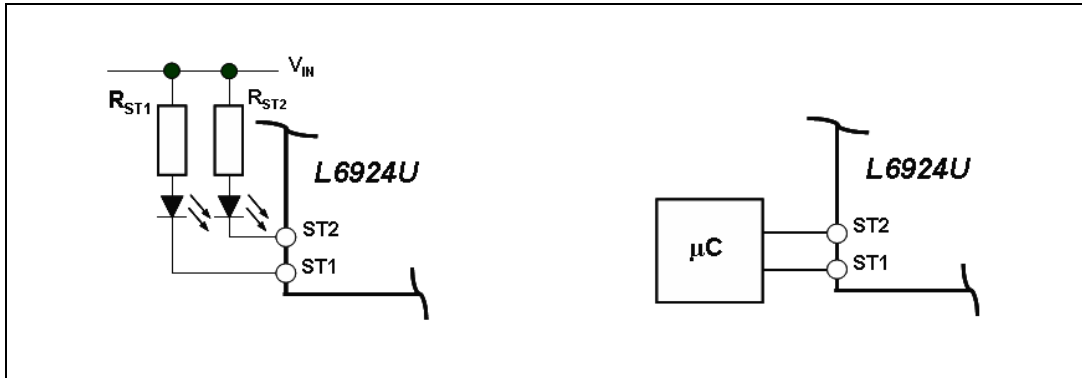 V_IN
R_ST1
R_ST2
L6924U
ST2
ST1
L6924U
µC
ST2
ST1